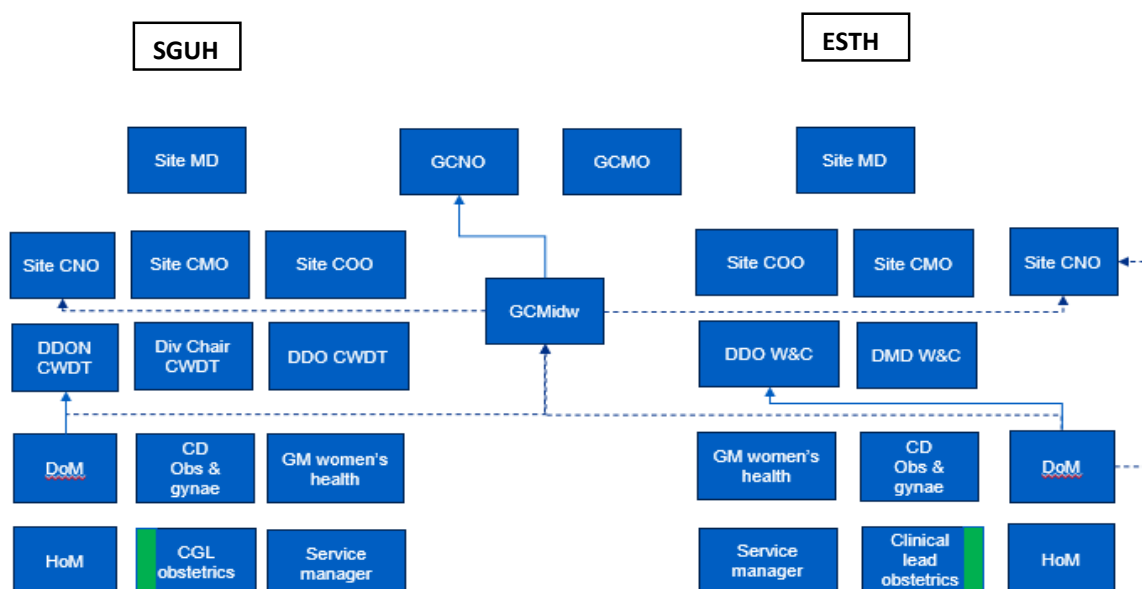 SGUH
ESTH
Site MD
GCNO
GCMO
Site MD
Site CNO
Site CMO
Site COO
GCMidw
Site COO
Site CMO
Site CNO
DDON
CWDT
Div Chair
CWDT
DDO CWDT
DDO W&C
DMD W&C
DoM
CD
Obs &
gynae
GM women's
health
GM women's
health
CD
Obs &
gynae
DoM
HoM
CGL
obstetrics
Service
manager
Service
manager
Clinical
lead
obstetrics
HoM